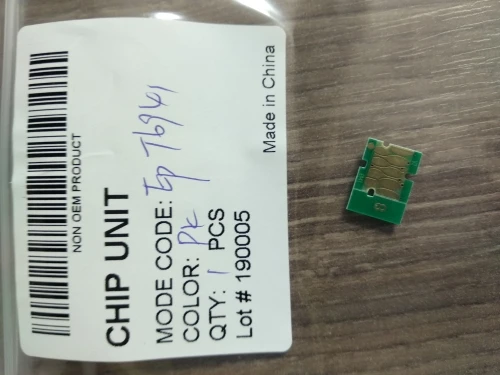 NON OEM PRODUCT
CHIP UNIT
MODE CODE: Ep T6941
COLOR: PK
QTY: 1 PCS
Lot # 190005
Made in China